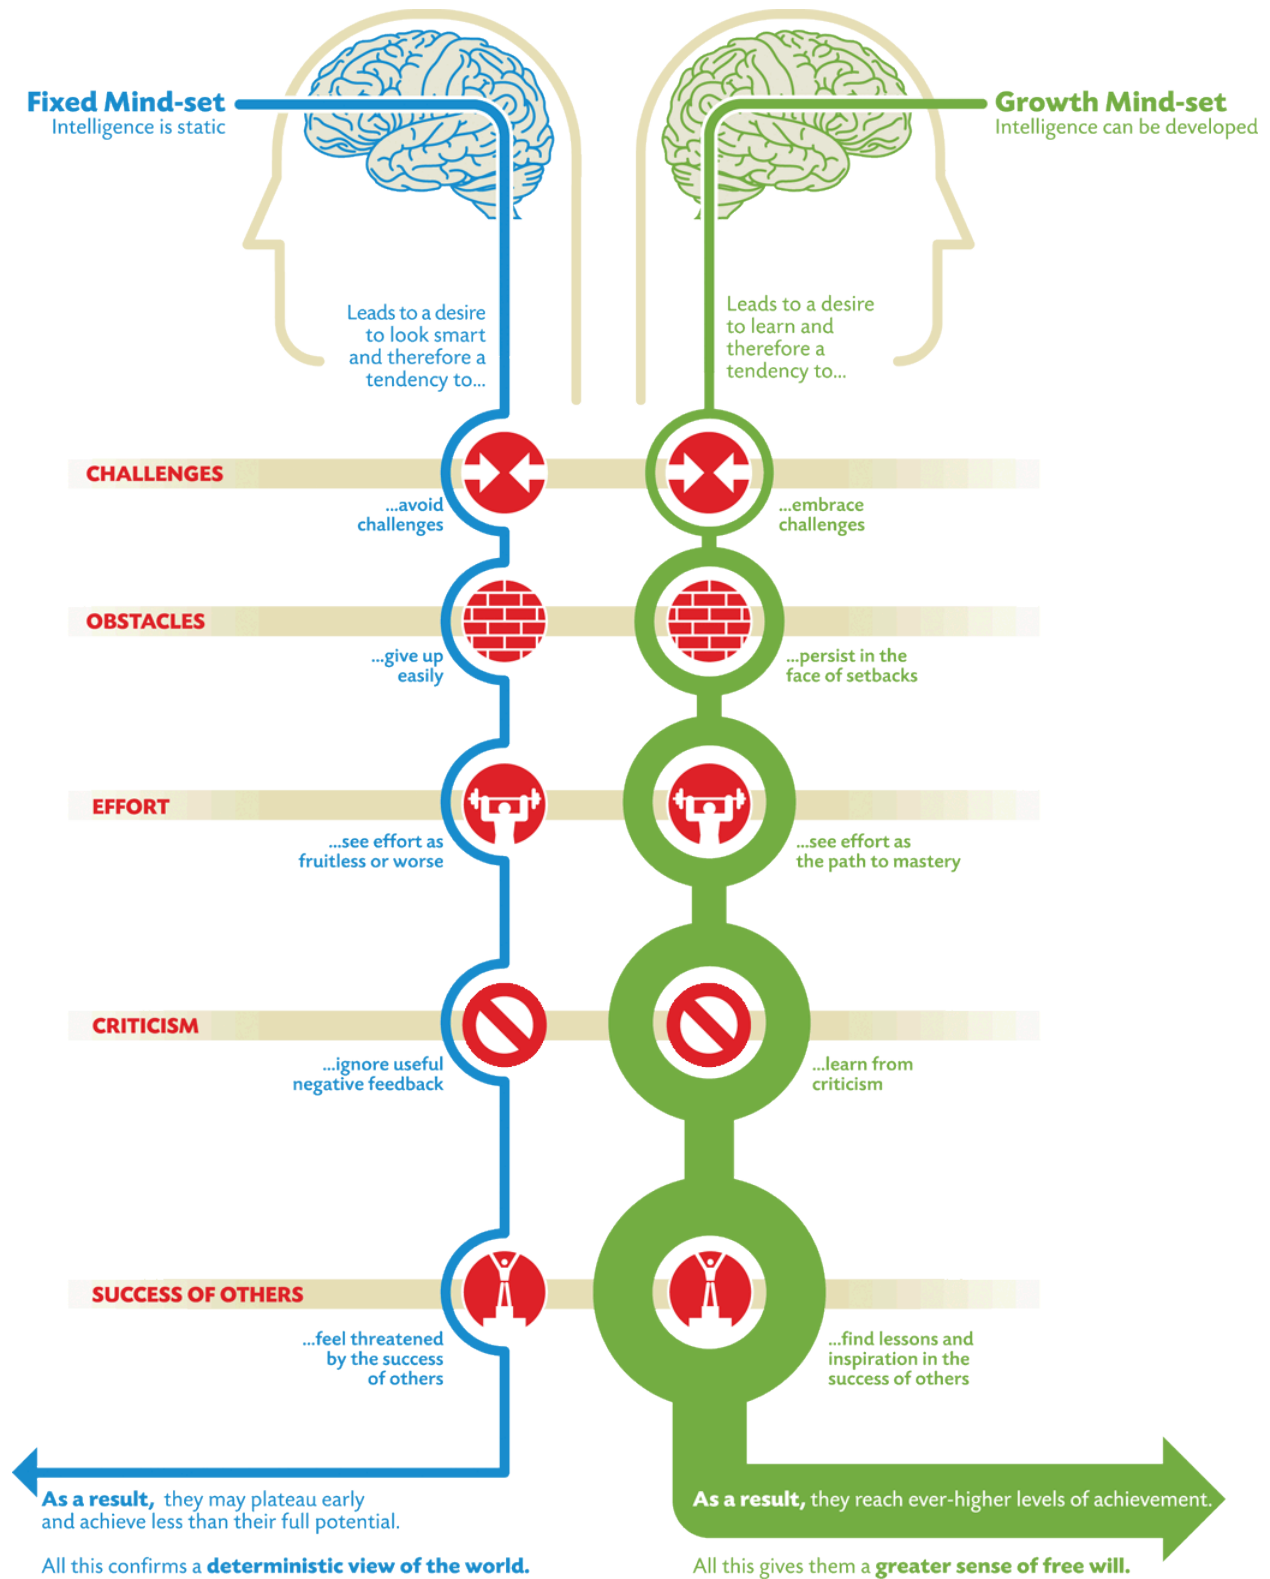 Fixed Mind-set
Intelligence is static
Growth Mind-set
Intelligence can be developed
Leads to a desire
to look smart
and therefore a
tendency to...
Leads to a desire
to learn and
therefore a
tendency to...
CHALLENGES
...avoid
challenges
...embrace
challenges
OBSTACLES
...give up
easily
...persist in the
face of setbacks
EFFORT
...see effort as
fruitless or worse
...see effort as
the path to mastery
CRITICISM
...ignore useful
negative feedback
...learn from
criticism
SUCCESS OF OTHERS
...feel threatened
by the success
of others
...find lessons and
inspiration in the
success of others
As a result, they may plateau early
and achieve less than their full potential.
All this confirms a deterministic view of the world.
As a result, they reach ever-higher levels of achievement.
All this gives them a greater sense of free will.